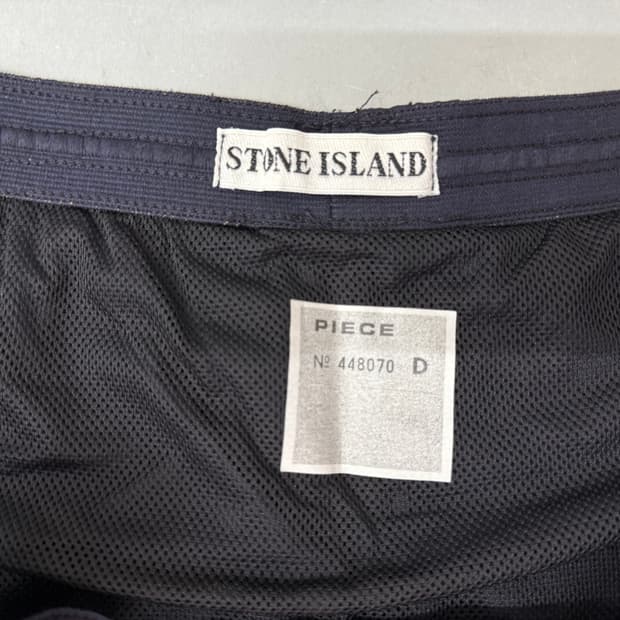 STONE ISLAND
PIECE
Nº 448070 D